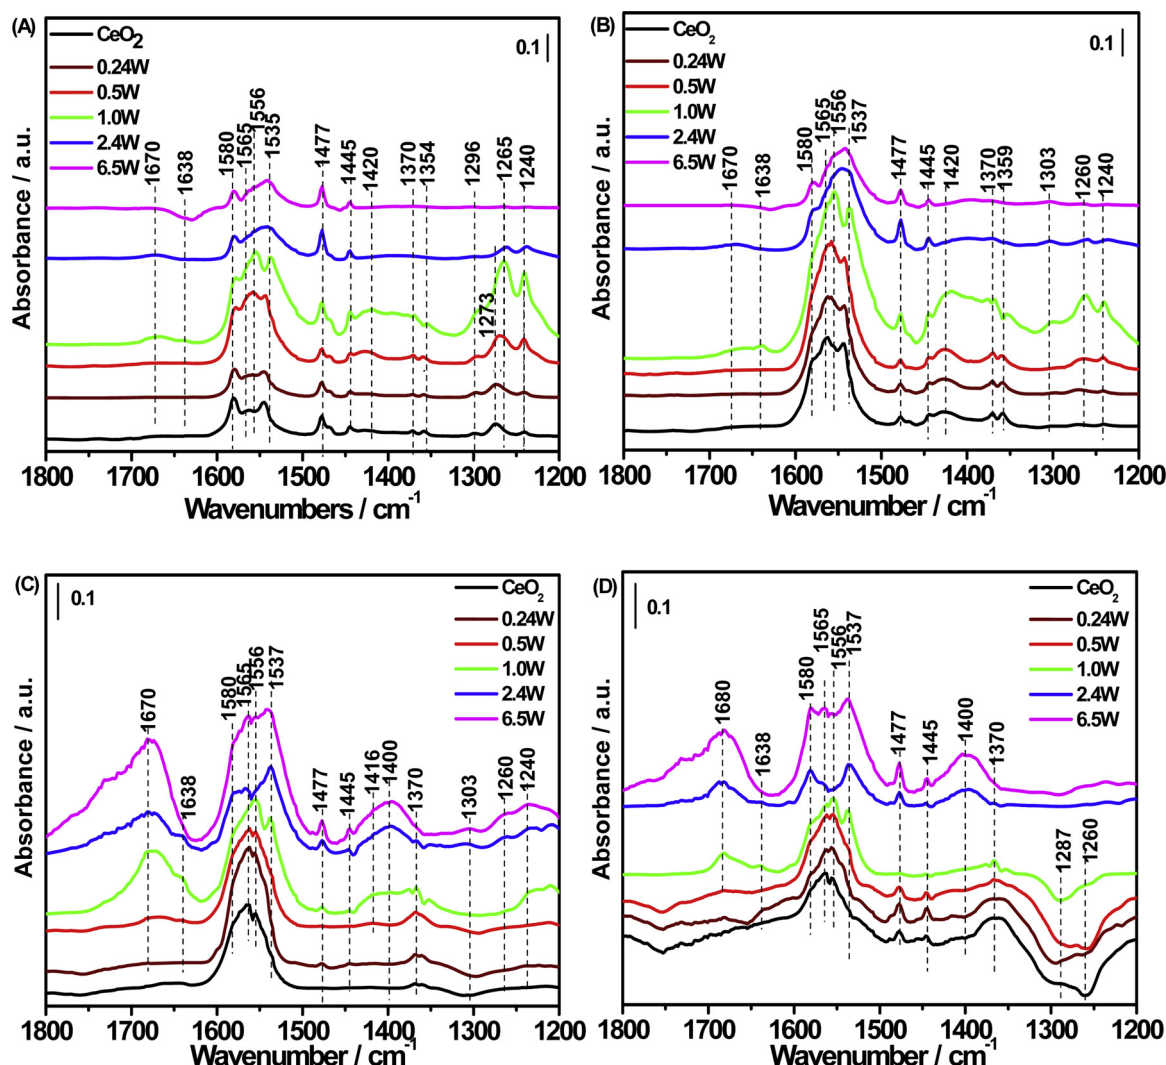 (A)
CeO2
0.24W
0.5W
1.0W
2.4W
6.5W
0.1
1670
1638
1580
1565
1556
1535
1477
1445
1420
1370
1354
1296
1265
1240
1273
Absorbance / a.u.
1800 1700 1600 1500 1400 1300 1200
Wavenumbers / cm-1
(B)
CeO2
0.24W
0.5W
1.0W
2.4W
6.5W
0.1
1670
1638
1580
1565
1556
1537
1477
1445
1420
1370
1359
1303
1260
1240
Absorbance / a.u.
1800 1700 1600 1500 1400 1300 1200
Wavenumber / cm-1
(C)
0.1
CeO2
0.24W
0.5W
1.0W
2.4W
6.5W
1670
1638
1580
1565
1556
1537
1477
1445
1416
1400
1370
1303
1260
1240
Absorbance / a.u.
1800 1700 1600 1500 1400 1300 1200
Wavenumber / cm-1
(D)
0.1
CeO2
0.24W
0.5W
1.0W
2.4W
6.5W
1680
1638
1580
1565
1556
1537
1477
1445
1400
1370
1287
1260
Absorbance / a.u.
1800 1700 1600 1500 1400 1300 1200
Wavenumber / cm-1